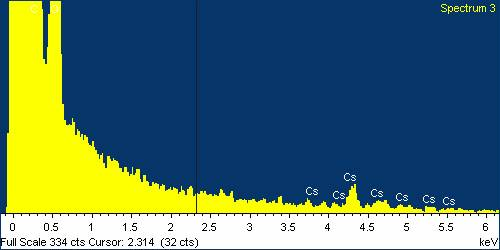 Spectrum 3
C
Cs
Cs Cs Cs Cs Cs Cs
0 0.5 1 1.5 2 2.5 3 3.5 4 4.5 5 5.5 6
Full Scale 334 cts Cursor: 2.314 (32 cts) keV